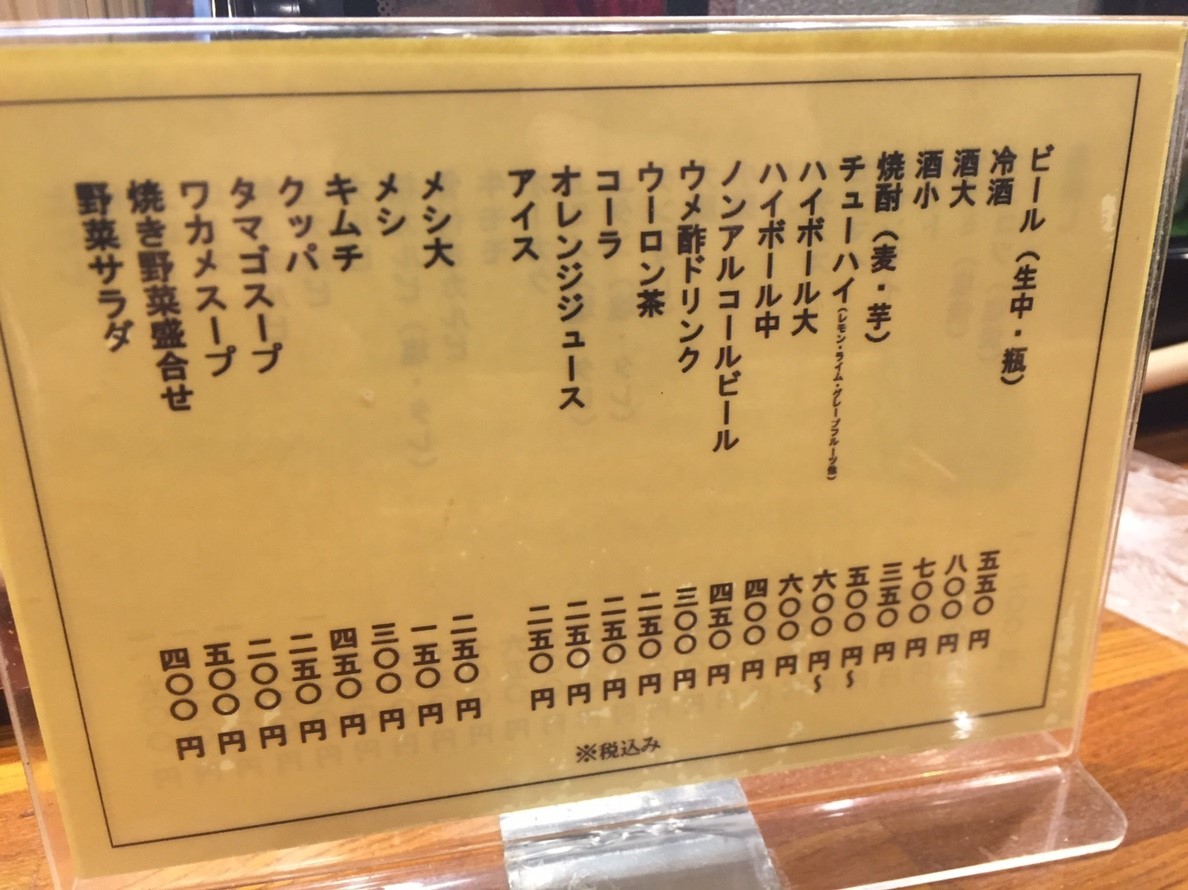 ビール（生中・瓶） 五五〇円
冷酒 八〇〇円
酒大 七〇〇円
酒小 三五〇円
焼酎（麦・芋） 五〇〇円～
チューハイ（レモン・ライム・グレープフルーツ他） 六〇〇円～
ハイボール大 六〇〇円
ハイボール中 四〇〇円
ノンアルコールビール 四五〇円
ウメ酢ドリンク 三〇〇円
ウーロン茶 二五〇円
コーラ 二五〇円
オレンジジュース 二五〇円
アイス 二五〇円
メシ大 二五〇円
メシ 一五〇円
キムチ 三〇〇円
クッパ 四五〇円
タマゴスープ 二五〇円
ワカメスープ 二〇〇円
焼き野菜盛合せ 五〇〇円
野菜サラダ 四〇〇円
※税込み